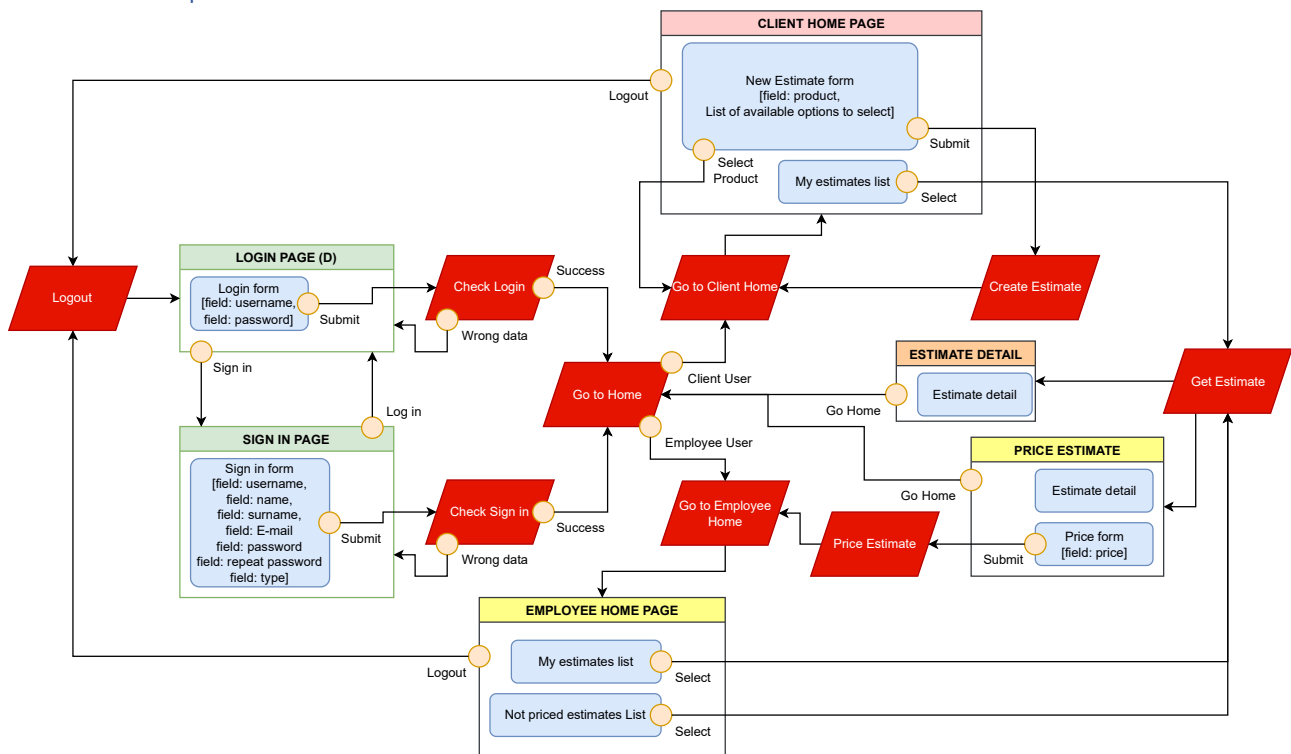 CLIENT HOME PAGE
New Estimate form
[field: product,
List of available options to select]
Logout
Submit
Select
Product
My estimates list
Select
LOGIN PAGE (D)
Login form
[field: username,
field: password]
Submit
Sign in
Logout
Check Login
Success
Wrong data
Go to Client Home
Create Estimate
Go to Home
Client User
Employee User
ESTIMATE DETAIL
Estimate detail
Go Home
Get Estimate
Log in
SIGN IN PAGE
Sign in form
[field: username,
field: name,
field: surname,
field: E-mail
field: password
field: repeat password
field: type]
Submit
Check Sign in
Success
Wrong data
Go to Employee
Home
Price Estimate
PRICE ESTIMATE
Estimate detail
Go Home
Price form
[field: price]
Submit
EMPLOYEE HOME PAGE
Logout
My estimates list
Select
Not priced estimates List
Select